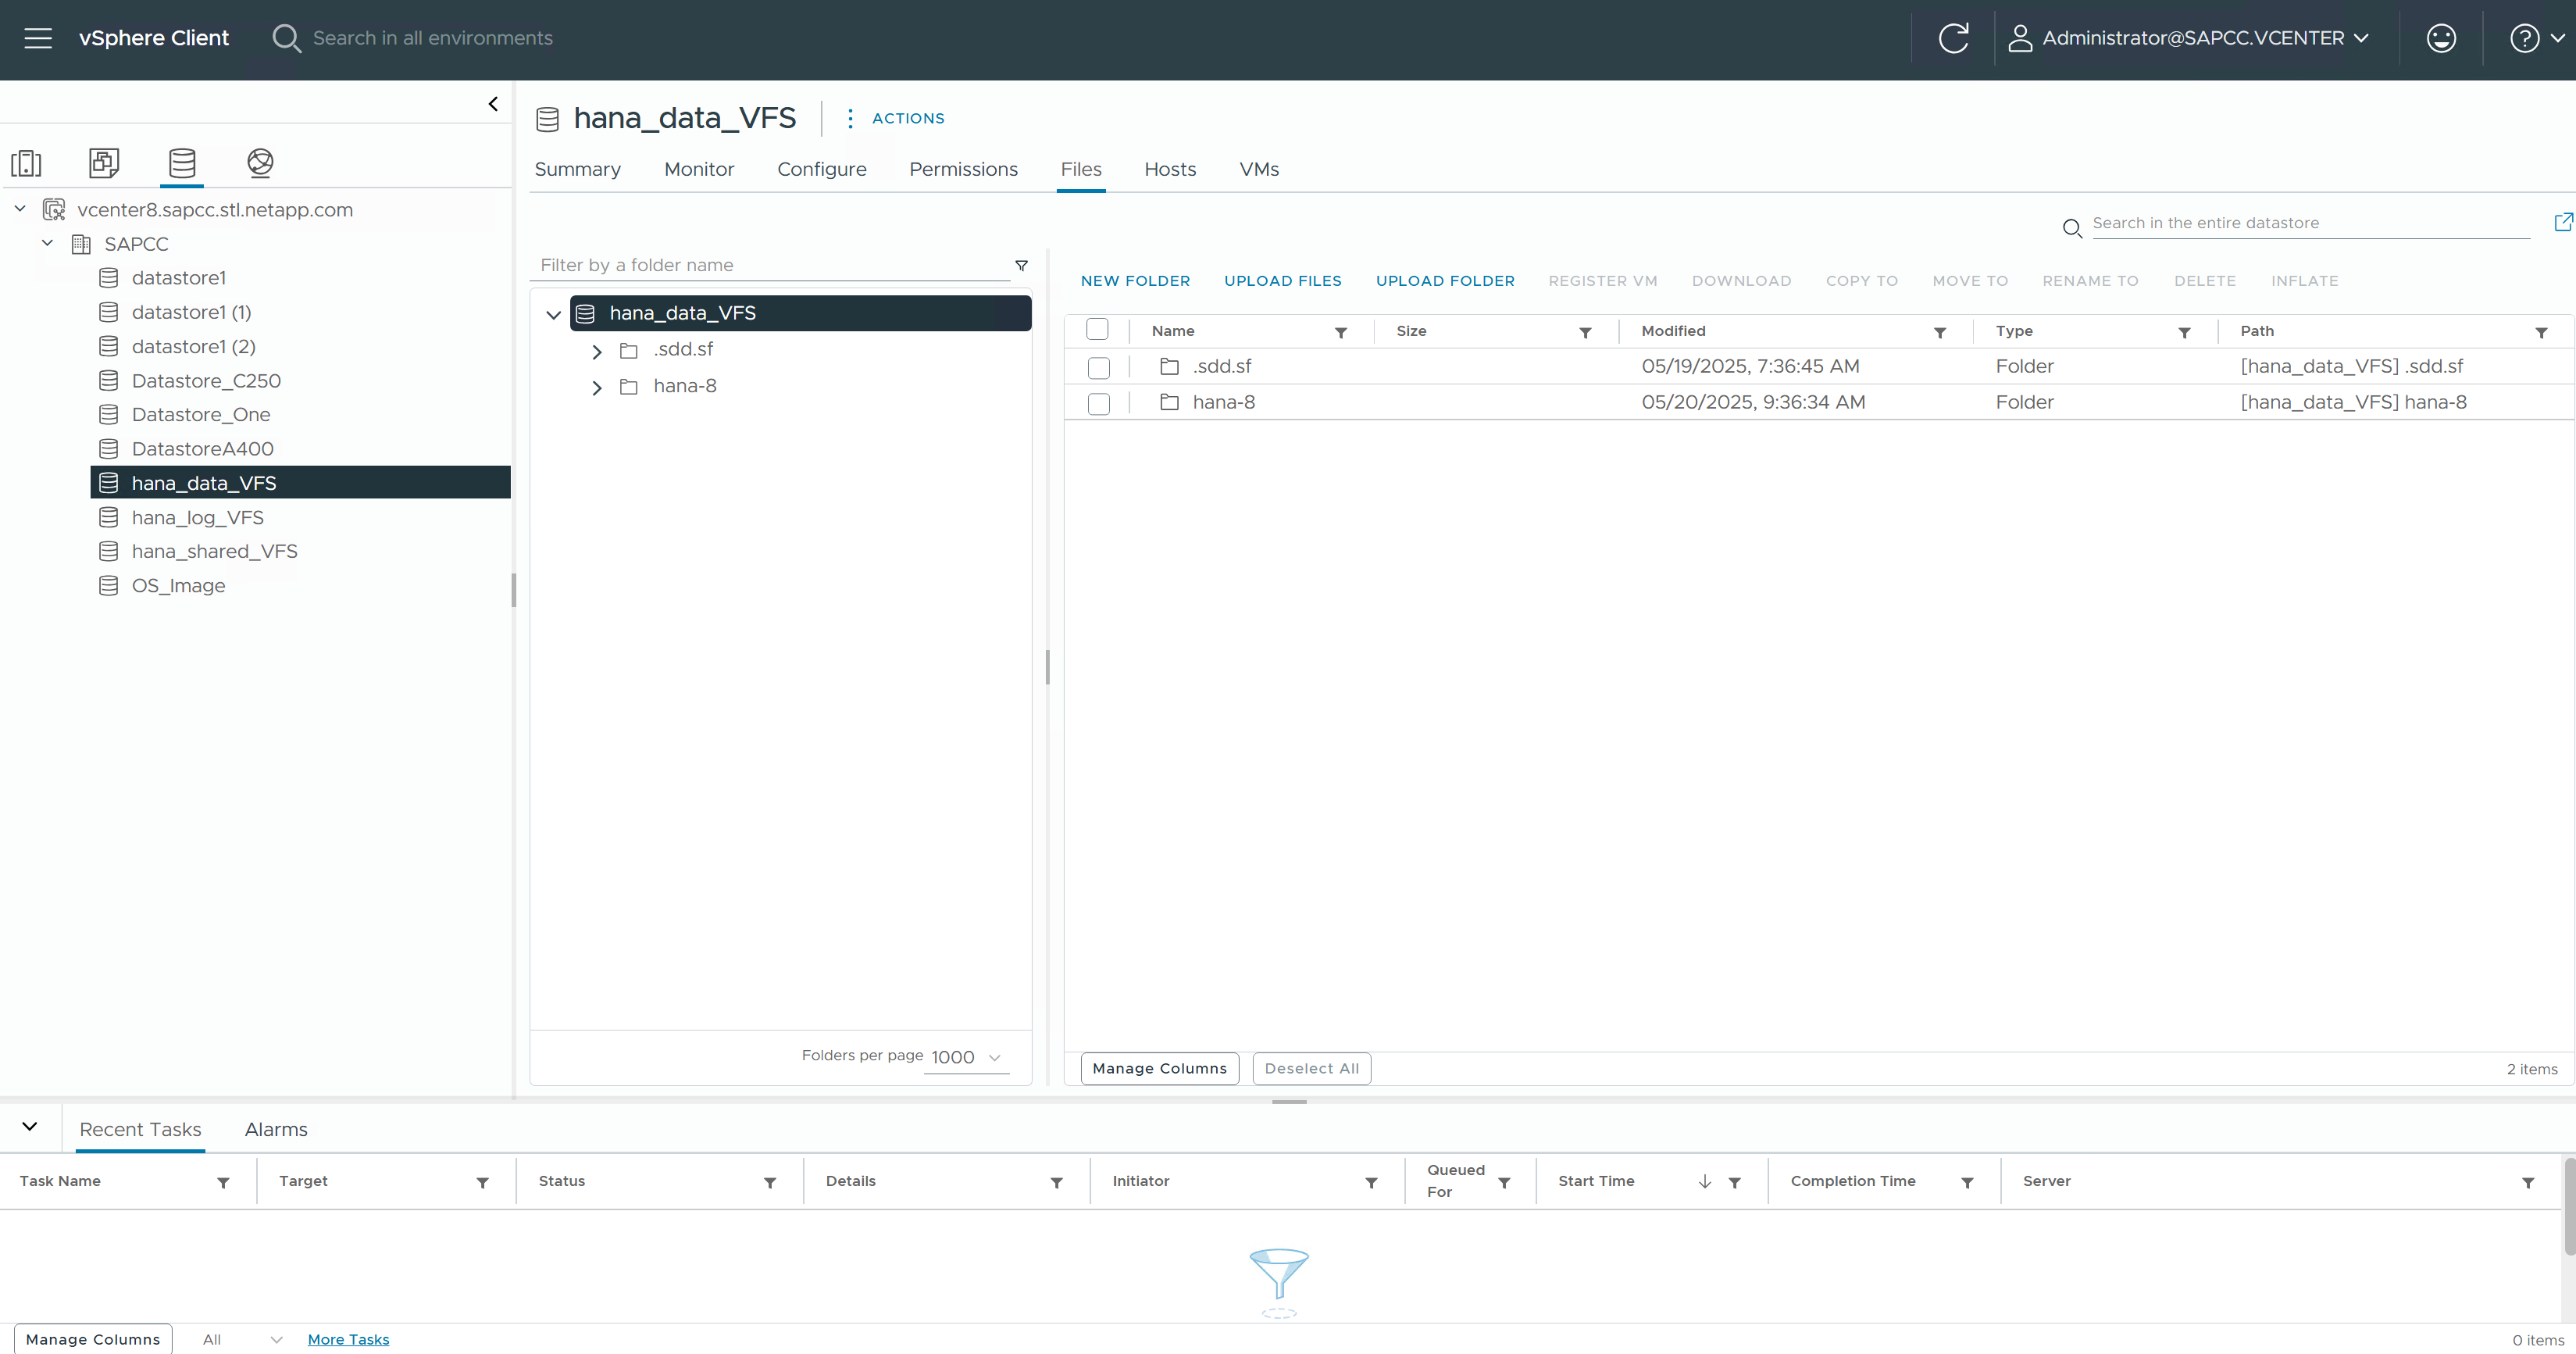 vSphere Client
Search in all environments
Administrator@SAPCC.VCENTER
vcenter8.sapcc.stl.netapp.com
SAPCC
datastore1
datastore1 (1)
datastore1 (2)
Datastore_C250
Datastore_One
DatastoreA400
hana_data_VFS
hana_log_VFS
hana_shared_VFS
OS_Image
hana_data_VFS
ACTIONS
Summary Monitor Configure Permissions Files Hosts VMs
Search in the entire datastore
Filter by a folder name
hana_data_VFS
.sdd.sf
hana-8
Folders per page 1000
NEW FOLDER UPLOAD FILES UPLOAD FOLDER REGISTER VM DOWNLOAD COPY TO MOVE TO RENAME TO DELETE INFLATE
Name Size Modified Type Path
.sdd.sf 05/19/2025, 7:36:45 AM Folder [hana_data_VFS] .sdd.sf
hana-8 05/20/2025, 9:36:34 AM Folder [hana_data_VFS] hana-8
Manage Columns Deselect All 2 items
Recent Tasks Alarms
Task Name Target Status Details Initiator Queued For Start Time Completion Time Server
Manage Columns All More Tasks 0 items